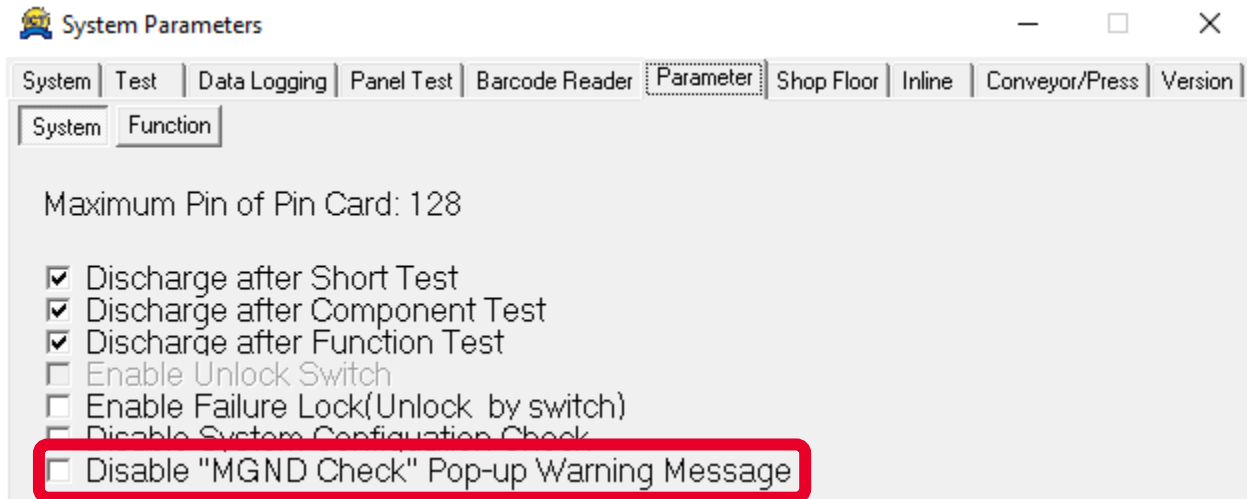 System Parameters
System Test Data Logging Panel Test Barcode Reader Parameter Shop Floor Inline Conveyor/Press Version
System Function
Maximum Pin of Pin Card: 128
Discharge after Short Test
Discharge after Component Test
Discharge after Function Test
Enable Unlock Switch
Enable Failure Lock(Unlock by switch)
Disable System Configuation Check
Disable "MGND Check" Pop-up Warning Message